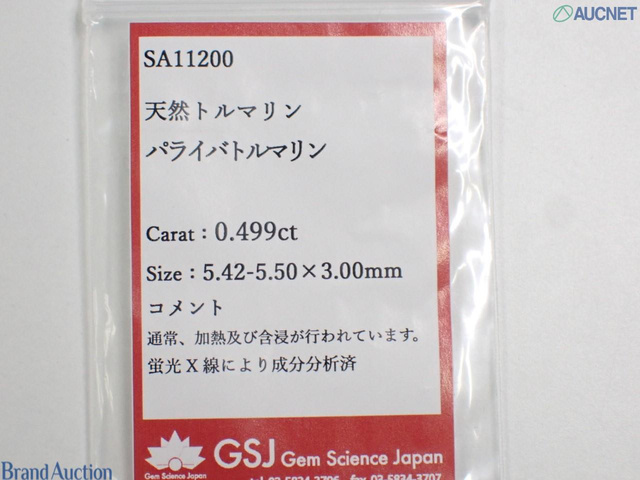 AUCNET
SA11200
天然トルマリン
パライバトルマリン
Carat：0.499ct
Size：5.42-5.50×3.00mm
コメント
通常、加熱及び含浸が行われています。
蛍光X線により成分分析済
GSJ Gem Science Japan
Gem Science Japan
Brand Auction